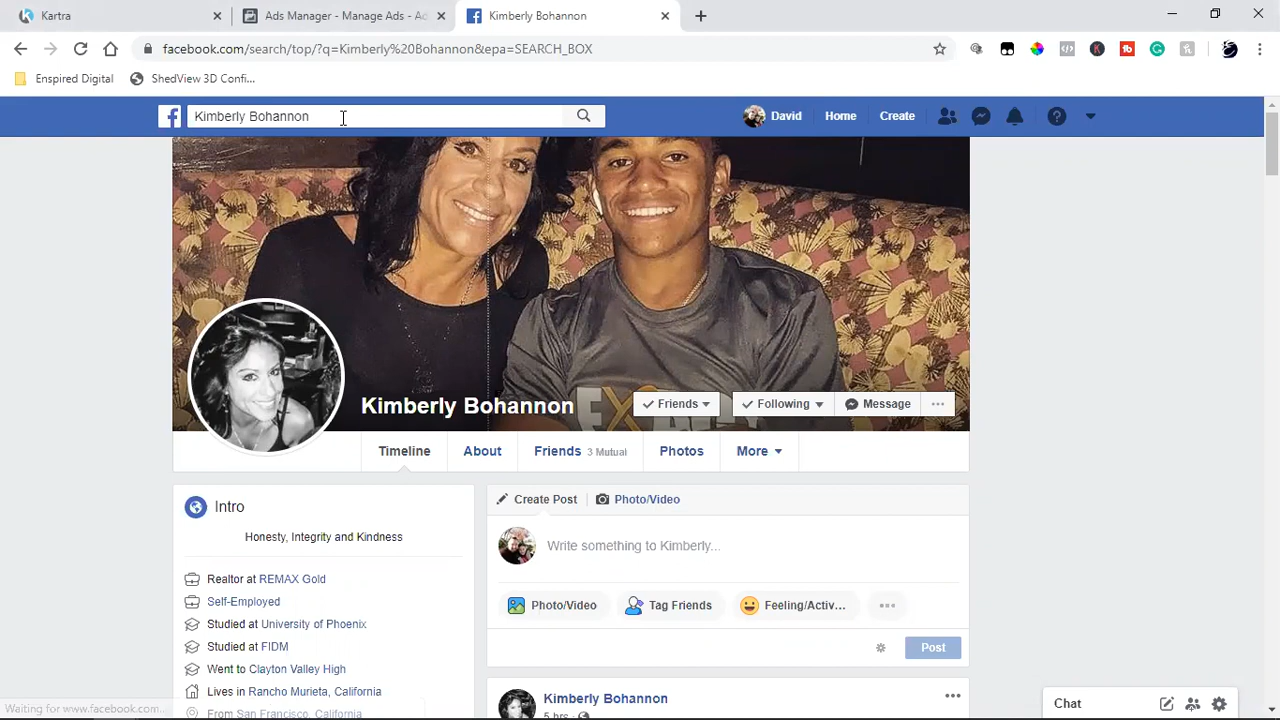 Kartra
Ads Manager - Manage Ads - Ad
Kimberly Bohannon
facebook.com/search/top/?q=Kimberly%20Bohannon&epa=SEARCH_BOX
Enspired Digital
ShedView 3D Confi...
Kimberly Bohannon
David
Home
Create
Kimberly Bohannon
Friends
Following
Message
Timeline
About
Friends 3 Mutual
Photos
More
Intro
Honesty, Integrity and Kindness
Realtor at REMAX Gold
Self-Employed
Studied at University of Phoenix
Studied at FIDM
Went to Clayton Valley High
Lives in Rancho Murieta, California
From San Francisco, California
Create Post
Photo/Video
Write something to Kimberly...
Photo/Video
Tag Friends
Feeling/Activ...
Post
Kimberly Bohannon
5 hrs
Waiting for www.facebook.com...
Chat